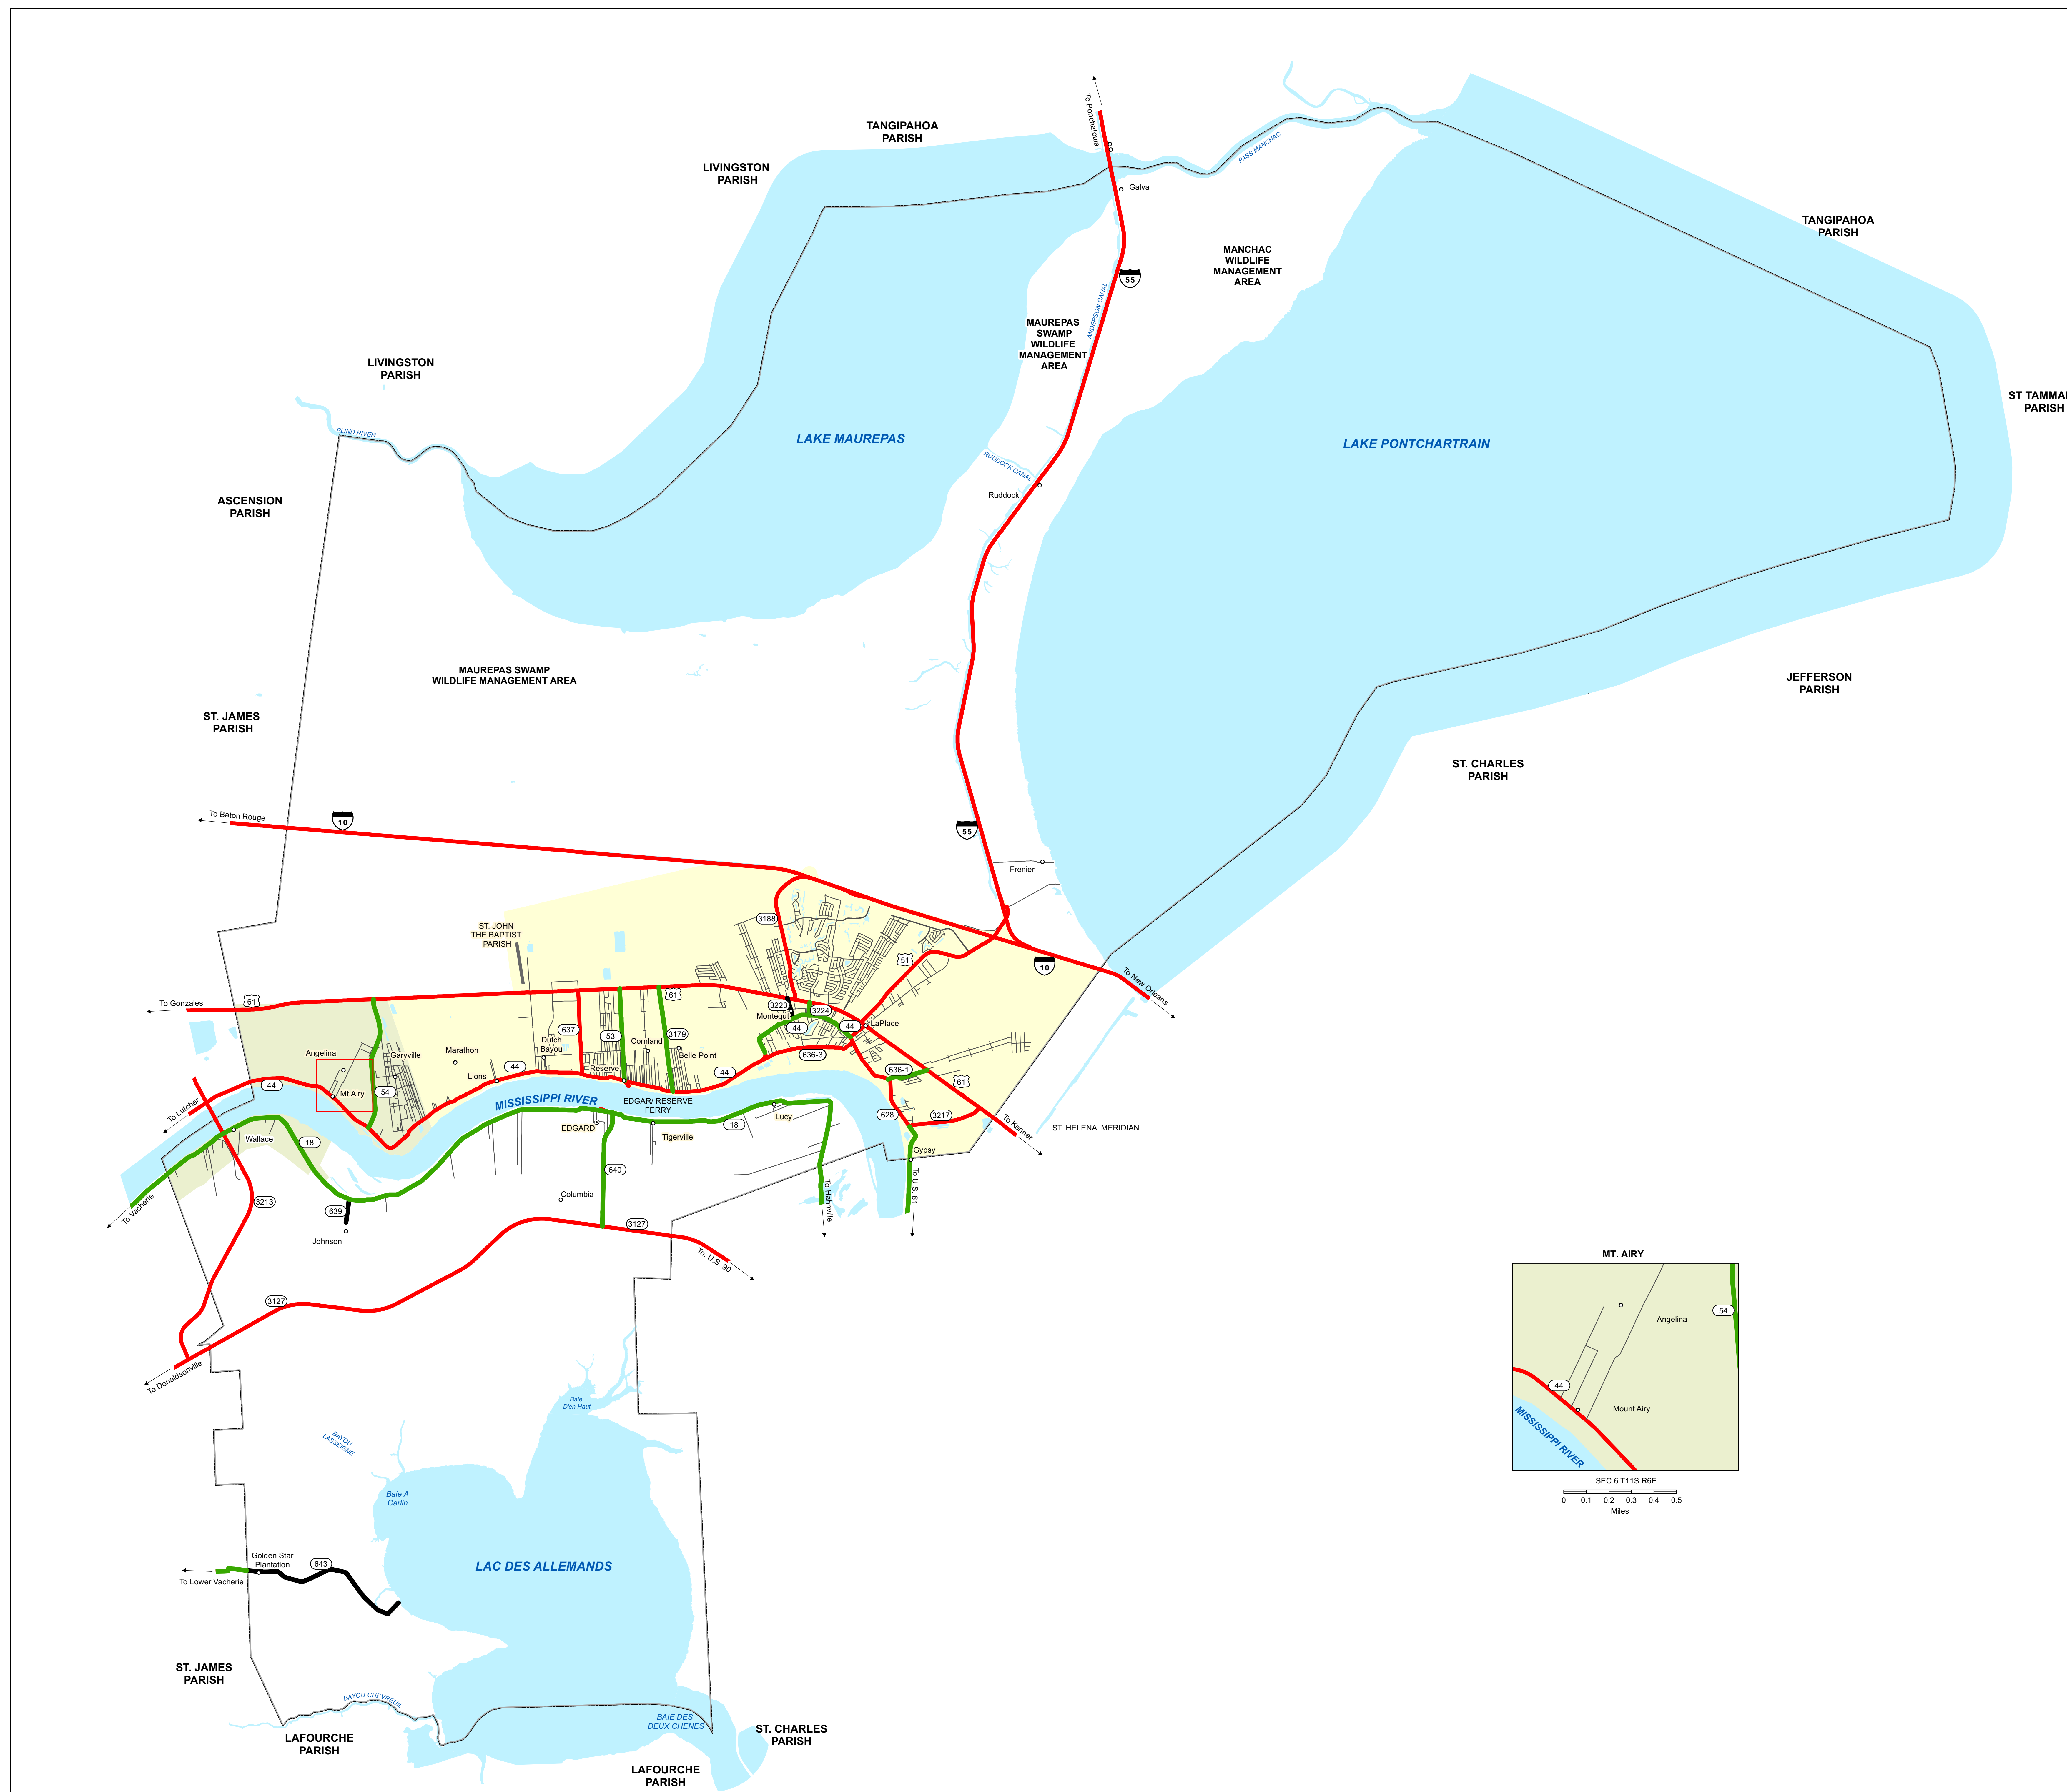 To Ponchatoula
TANGIPAHOA
PARISH
LIVINGSTON
PARISH
PASS MANCHAC
Galva
TANGIPAHOA
PARISH
MANCHAC
WILDLIFE
MANAGEMENT
AREA
55
ANDERSON CANAL
MAUREPAS
SWAMP
WILDLIFE
MANAGEMENT
AREA
LIVINGSTON
PARISH
ST TAMMA
PARISH
BLIND RIVER
LAKE MAUREPAS
LAKE PONTCHARTRAIN
RUDDOCK CANAL
Ruddock
ASCENSION
PARISH
MAUREPAS SWAMP
WILDLIFE MANAGEMENT AREA
JEFFERSON
PARISH
ST. JAMES
PARISH
ST. CHARLES
PARISH
To Baton Rouge
10
55
Frenier
3188
ST. JOHN
THE BAPTIST
PARISH
51
10
To New Orleans
To Gonzales
61
61
3223
3224
Montegut
44
44
LaPlace
637
53
3179
Dutch
Bayou
Cornland
Belle Point
Angelina
Garyville
Marathon
636-3
Lions
44
Reserve
44
636-1
61
44
54
Mt.Airy
To Lutcher
MISSISSIPPI RIVER
EDGAR/ RESERVE
FERRY
Lucy
628
3217
To Kenner
ST. HELENA MERIDIAN
Wallace
18
EDGARD
18
Tigerville
Gypsy
640
To U.S. 61
To Hahnville
3213
Columbia
To Vacherie
639
Johnson
3127
To. U.S. 90
3127
To Donaldsonville
MT. AIRY
54
Angelina
44
Mount Airy
MISSISSIPPI RIVER
SEC 6 T11S R6E
0 0.1 0.2 0.3 0.4 0.5
Miles
Baie
D'en Haut
BAYOU
LASSEIGNE
Baie A
Carlin
Golden Star
Plantation
643
To Lower Vacherie
LAC DES ALLEMANDS
ST. JAMES
PARISH
BAYOU CHEVREUIL
BAIE DES
DEUX CHENES
LAFOURCHE
PARISH
ST. CHARLES
PARISH
LAFOURCHE
PARISH